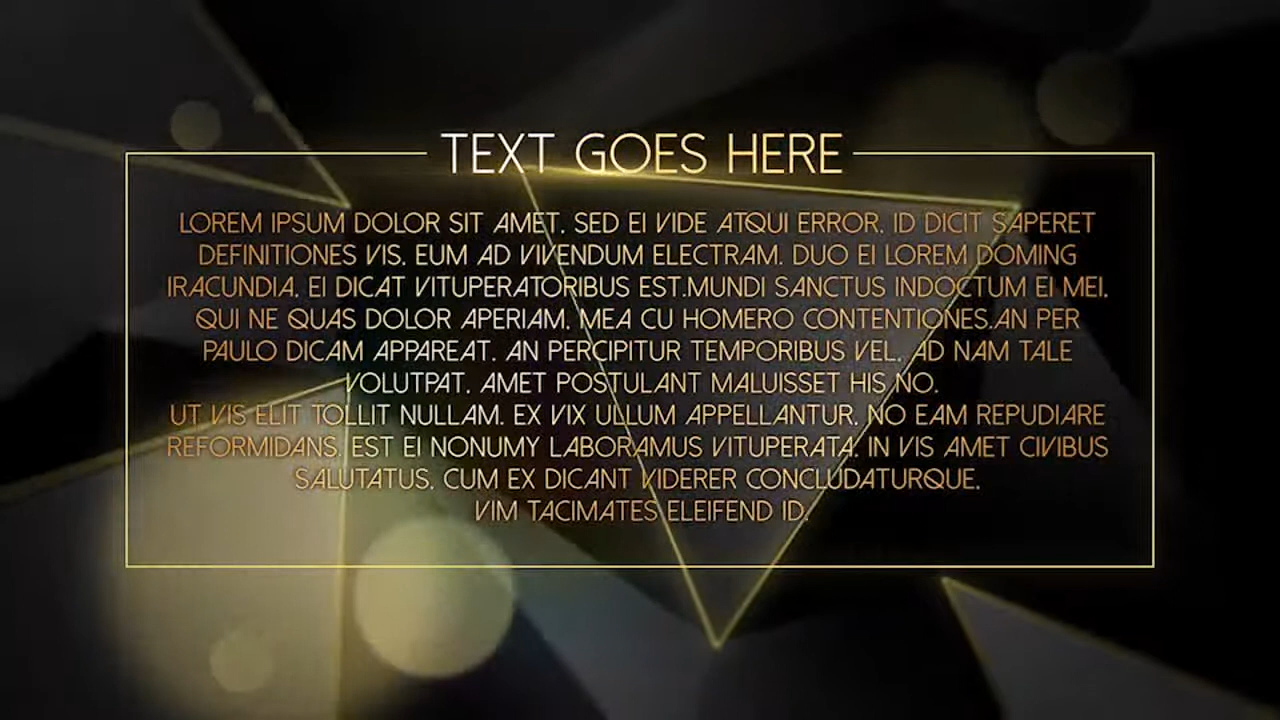 TEXT GOES HERE
LOREM IPSUM DOLOR SIT AMET, SED EI VIDE ATQUI ERROR, ID DICIT SAPERET
DEFINITIONES VIS, EUM AD VIVENDUM ELECTRAM. DUO EI LOREM DOMING
IRACUNDIA, EI DICAT VITUPERATORIBUS EST.MUNDI SANCTUS INDOCTUM EI MEI,
QUI NE QUAS DOLOR APERIAM, MEA CU HOMERO CONTENTIONES.AN PER
PAULO DICAM APPAREAT, AN PERCIPITUR TEMPORIBUS VEL, AD NAM TALE
VOLUTPAT, AMET POSTULANT MALUISSET HIS NO.
UT VIS ELIT TOLLIT NULLAM, EX VIX ULLUM APPELLANTUR, NO EAM REPUDIARE
REFORMIDANS, EST EI NONUMY LABORAMUS VITUPERATA, IN VIS AMET CIVIBUS
SALUTATUS, CUM EX DICANT VIDERER CONCLUDATURQUE,
VIM TACIMATES ELEIFEND ID.